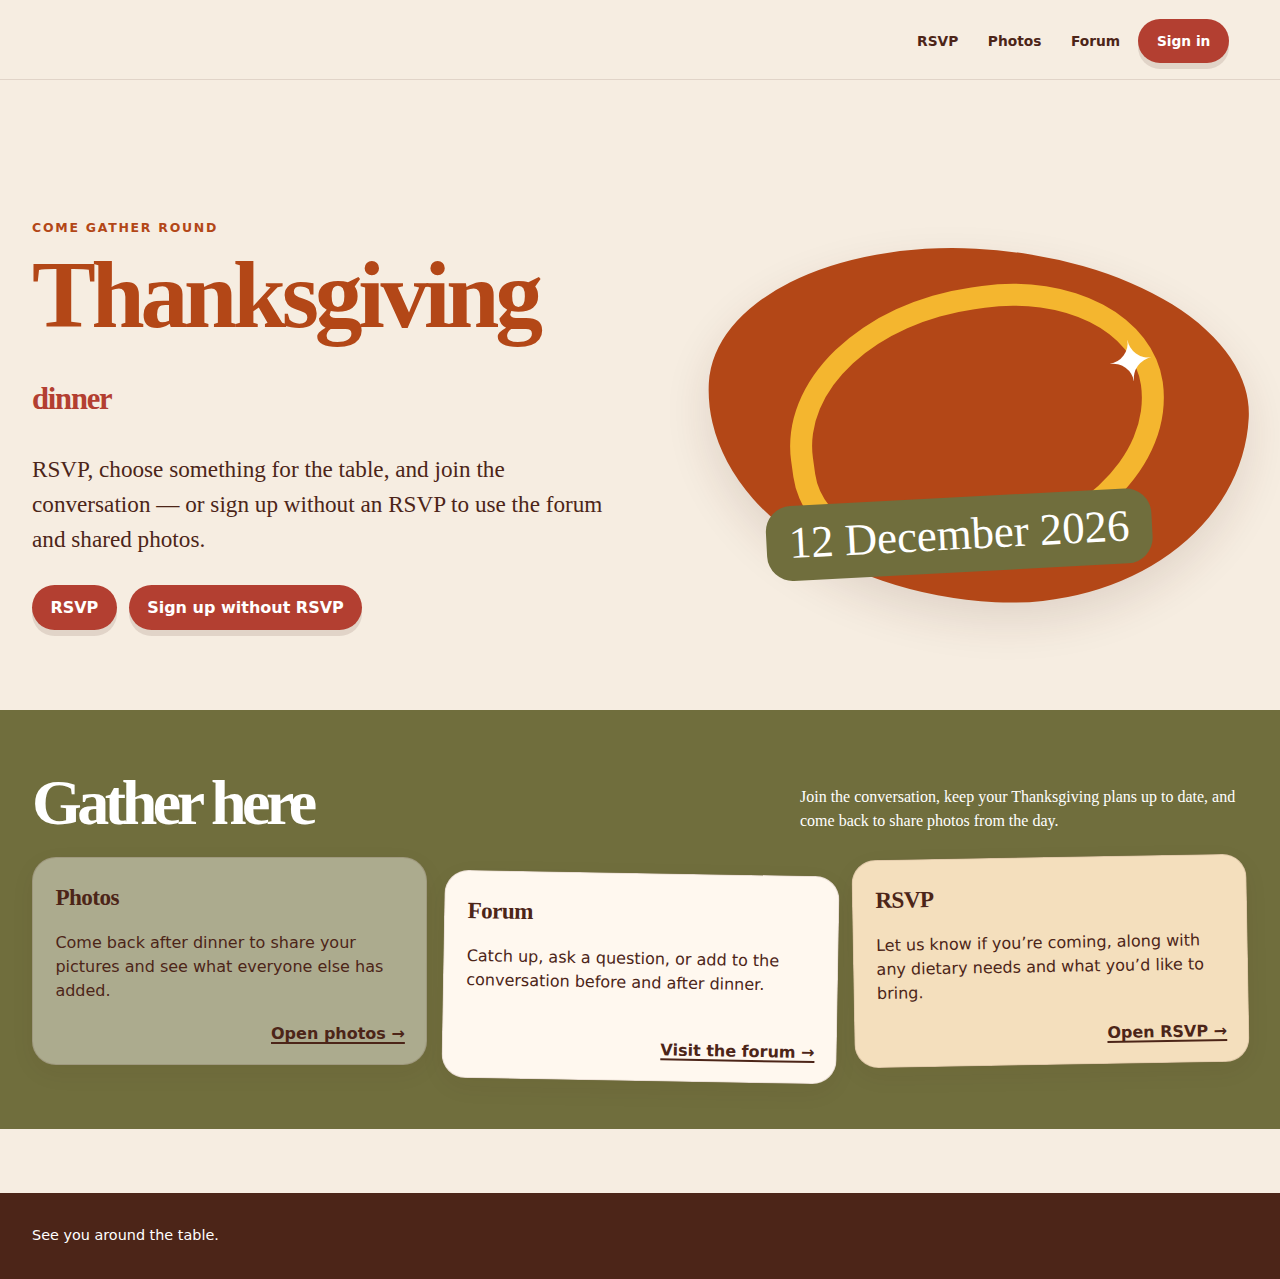 RSVP Photos Forum Sign in
COME GATHER ROUND
Thanksgiving
dinner
RSVP, choose something for the table, and join the
conversation — or sign up without an RSVP to use the forum
and shared photos.
RSVP Sign up without RSVP
12 December 2026
Gather here
Join the conversation, keep your Thanksgiving plans up to date, and
come back to share photos from the day.
Photos
Come back after dinner to share your
pictures and see what everyone else has
added.
Open photos →
Forum
Catch up, ask a question, or add to the
conversation before and after dinner.
Visit the forum →
RSVP
Let us know if you’re coming, along with
any dietary needs and what you’d like to
bring.
Open RSVP →
See you around the table.